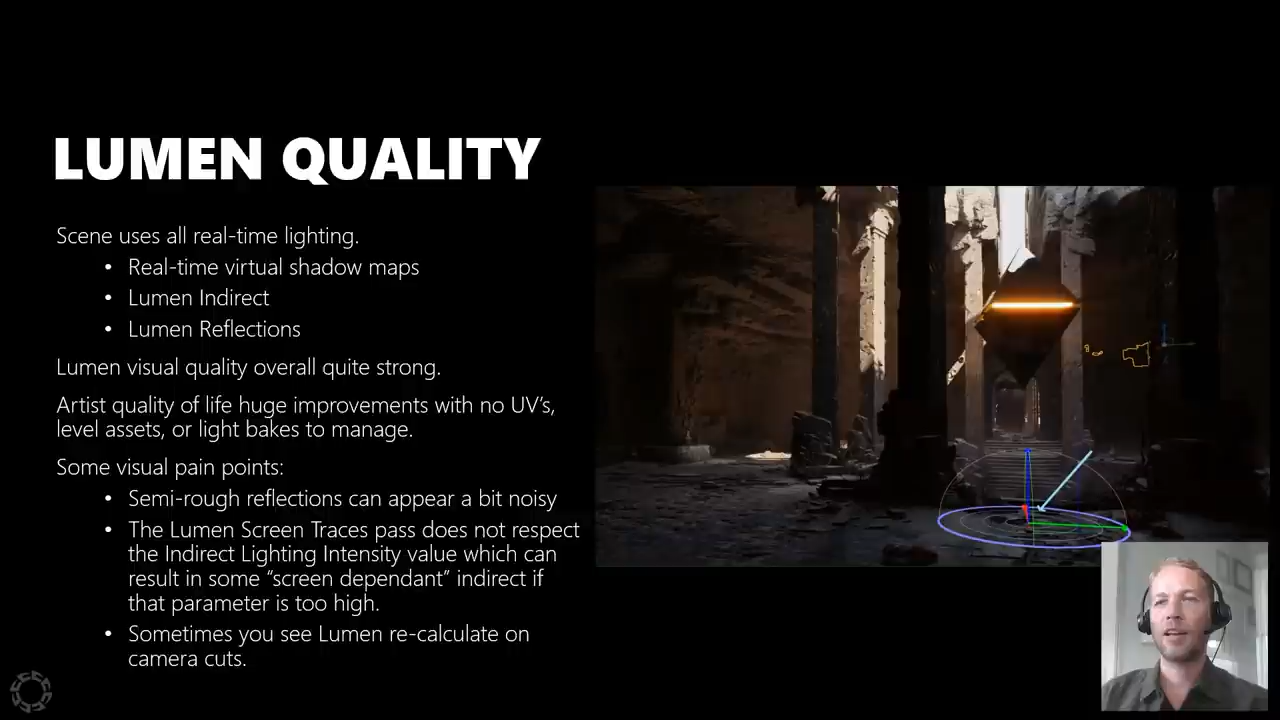 LUMEN QUALITY
Scene uses all real-time lighting.
• Real-time virtual shadow maps
• Lumen Indirect
• Lumen Reflections
Lumen visual quality overall quite strong.
Artist quality of life huge improvements with no UV's,
level assets, or light bakes to manage.
Some visual pain points:
• Semi-rough reflections can appear a bit noisy
• The Lumen Screen Traces pass does not respect
the Indirect Lighting Intensity value which can
result in some “screen dependant” indirect if
that parameter is too high.
• Sometimes you see Lumen re-calculate on
camera cuts.